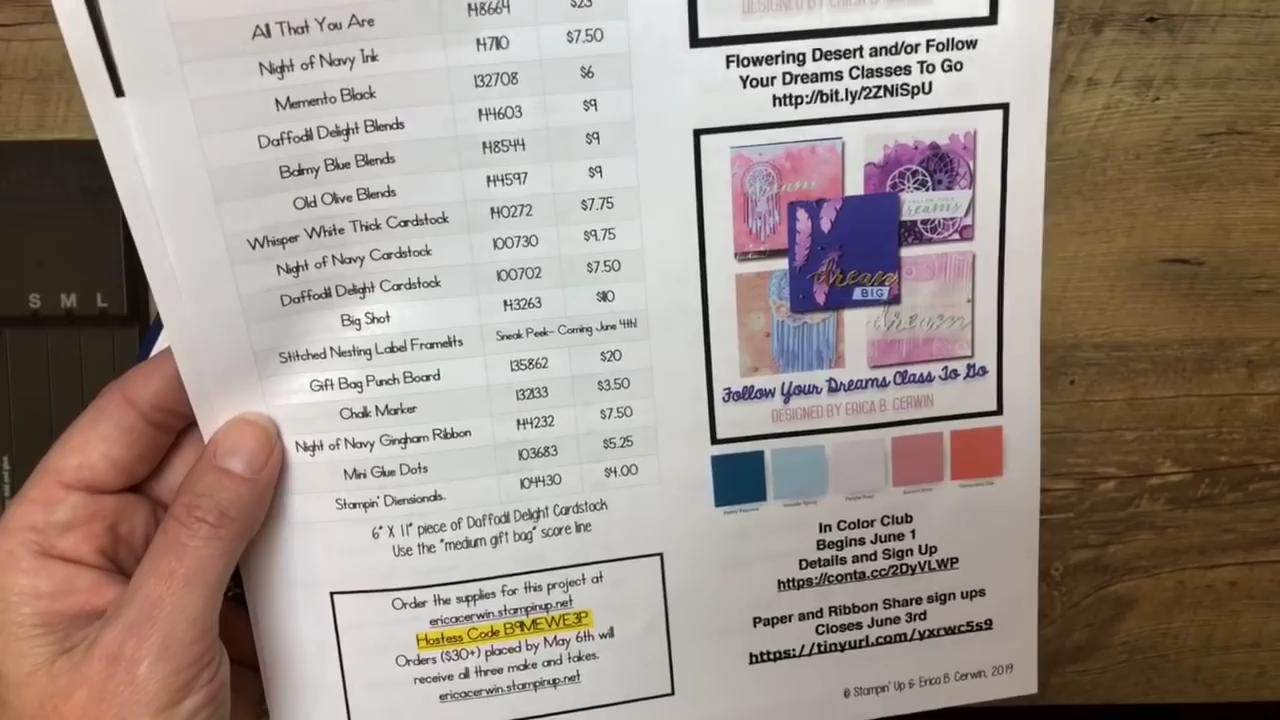 All That You Are 148664 $23
Night of Navy Ink 14710 $7.50
Memento Black 132708 $6
Daffodil Delight Blends 144603 $9
Balmy Blue Blends 148544 $9
Old Olive Blends 144597 $9
Whisper White Thick Cardstock 140272 $7.75
Night of Navy Cardstock 100730 $9.75
Daffodil Delight Cardstock 100702 $7.50
Big Shot 143263 $110
Stitched Nesting Label Framelits Sneak Peek- Coming June 4th!
Gift Bag Punch Board 135862 $20
Chalk Marker 132133 $3.50
Night of Navy Gingham Ribbon 144232 $7.50
Mini Glue Dots 103683 $5.25
Stampin' Diensionals. 104430 $4.00
6" X 11" piece of Daffodil Delight Cardstock
Use the "medium gift bag" score line
Order the supplies for this project at
ericacerwin.stampinup.net
Hostess Code B9MEWE3P
Orders ($30+) placed by May 6th will
receive all three make and takes.
ericacerwin.stampinup.net
DESIGNED BY ERICA B. CERWIN
Flowering Desert and/or Follow
Your Dreams Classes To Go
http://bit.ly/2ZNiSpU
dream
FOLLOW YOUR
dreams
dream
BIG
dream
Follow Your Dreams Class To Go
DESIGNED BY ERICA B. CERWIN
In Color Club
Begins June 1
Details and Sign Up
https://conta.cc/2DyVLWP
Paper and Ribbon Share sign ups
Closes June 3rd
https://tinyurl.com/yxrwc5s9
© Stampin' Up & Erica B. Cerwin, 2019
S M L